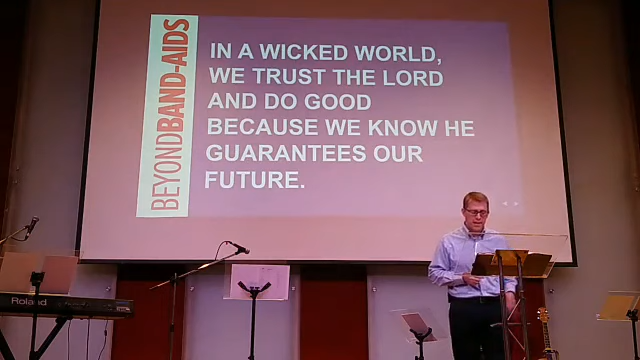 BEYONDBAND-AIDS
IN A WICKED WORLD,
WE TRUST THE LORD
AND DO GOOD
BECAUSE WE KNOW HE
GUARANTEES OUR
FUTURE.
Roland